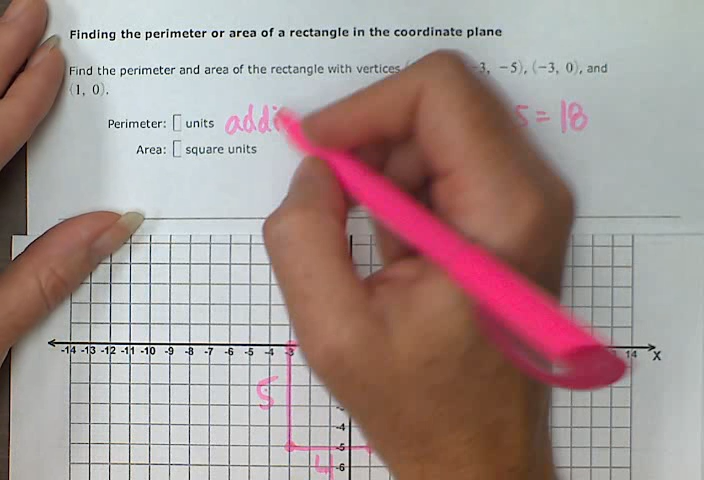 Finding the perimeter or area of a rectangle in the coordinate plane
Find the perimeter and area of the rectangle with vertices 3, −5), (−3, 0), and
(1, 0).
Perimeter: units addi 5 = 18
Area: square units
-14 -13 -12 -11 -10 -9 -8 -7 -6 -5 -4 -3 14 X
5
-4
-5
4 -6